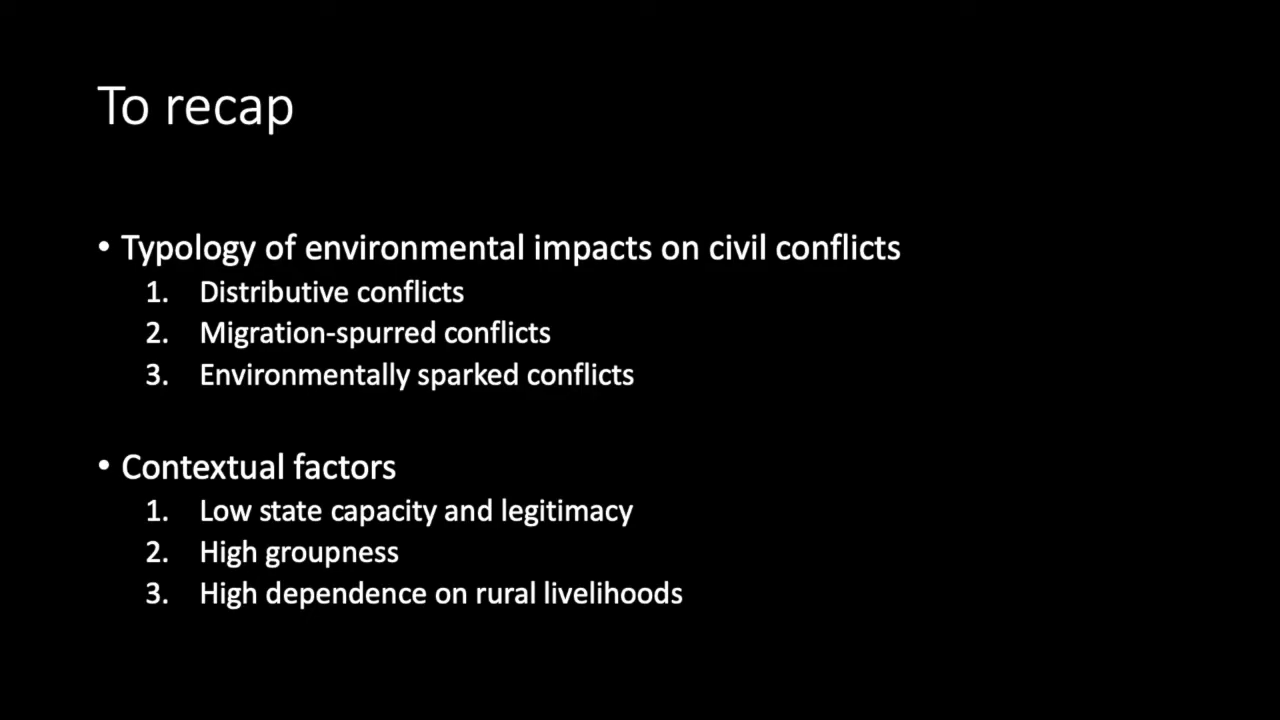 To recap
• Typology of environmental impacts on civil conflicts
1. Distributive conflicts
2. Migration-spurred conflicts
3. Environmentally sparked conflicts
• Contextual factors
1. Low state capacity and legitimacy
2. High groupness
3. High dependence on rural livelihoods